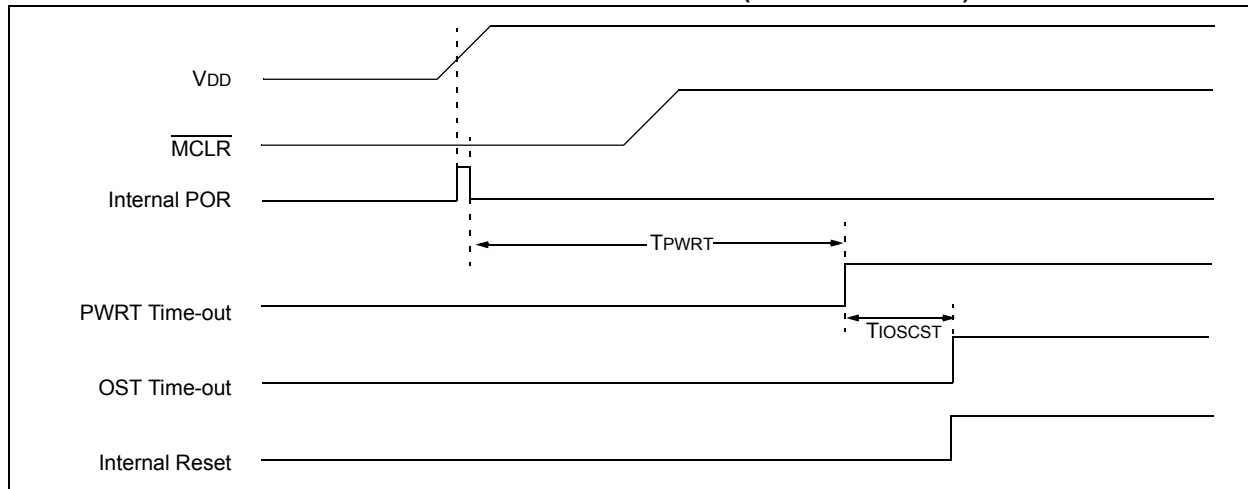 VDD
MCLR
Internal POR
TPWRT
PWRT Time-out
TIOSCST
OST Time-out
Internal Reset